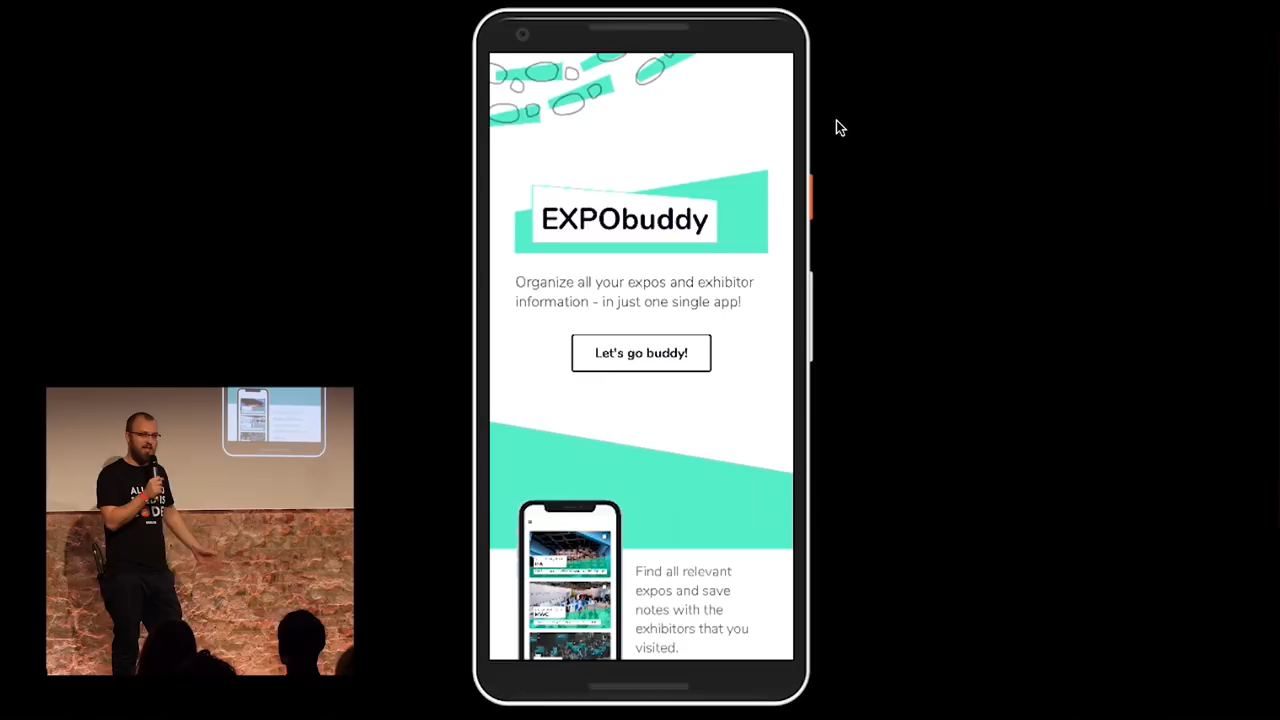 EXPObuddy
Organize all your expos and exhibitor
information - in just one single app!
Let's go buddy!
Find all relevant
expos and save
notes with the
exhibitors that you
visited.